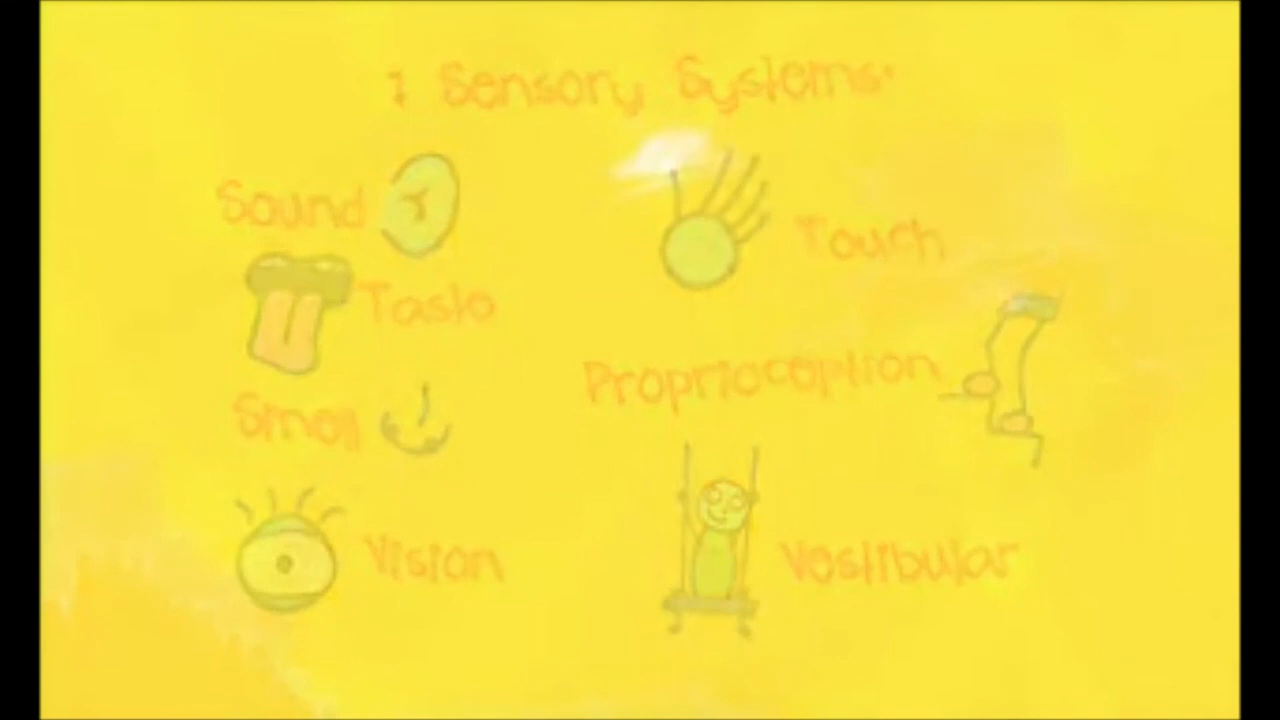 7 Sensory Systems:
Sound
Touch
Taste
Proprioception
Smell
Vision
Vestibular